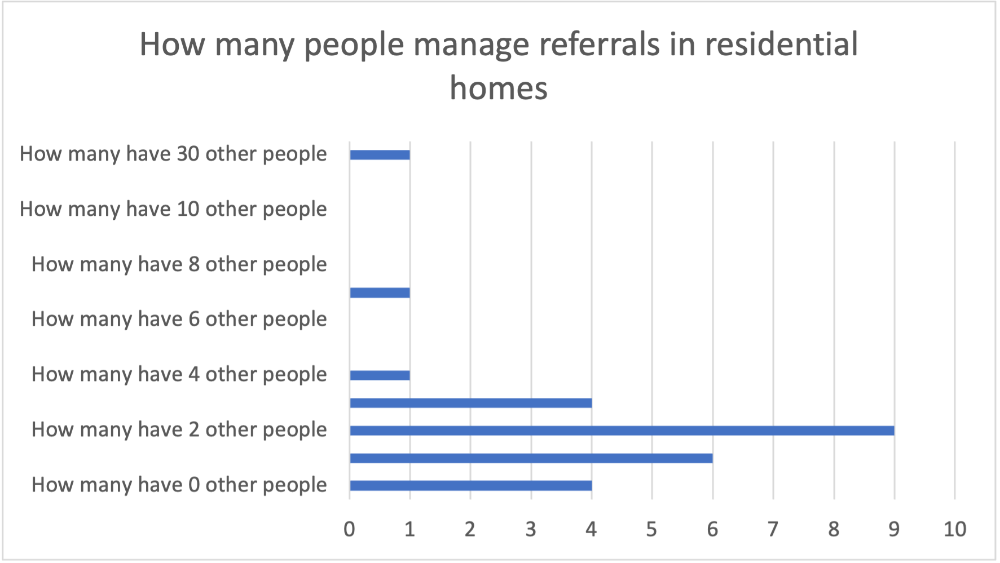 How many people manage referrals in residential
homes
How many have 30 other people
How many have 10 other people
How many have 8 other people
How many have 6 other people
How many have 4 other people
How many have 2 other people
How many have 0 other people
0 1 2 3 4 5 6 7 8 9 10